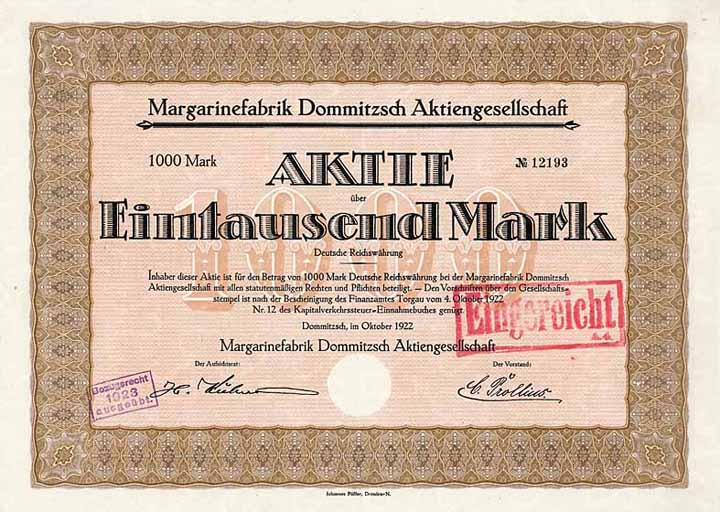 Margarinefabrik Dommitzsch Aktiengesellschaft
1000 Mark
AKTIE
№ 12193
über
Eintausend Mark
1000
Deutsche Reichswährung
Inhaber dieser Aktie ist für den Betrag von 1000 Mark Deutsche Reichswährung bei der Margarinefabrik Dommitzsch
Aktiengesellschaft mit allen statutenmäßigen Rechten und Pflichten beteiligt. — Den Vorschriften über den Gesellschafts-
stempel ist nach der Bescheinigung des Finanzamtes Torgau vom 4. Oktober 1922
Nr. 12 des Kapitalverkehrssteuer-Einnahmebuches genügt.
Eingereicht
Dommitzsch, im Oktober 1922
Margarinefabrik Dommitzsch Aktiengesellschaft
Der Aufsichtsrat:
Der Vorstand:
Bezugsrecht
1923
ausgeübt.
C. Pröllius
Johannes Päßler, Dresden-N.